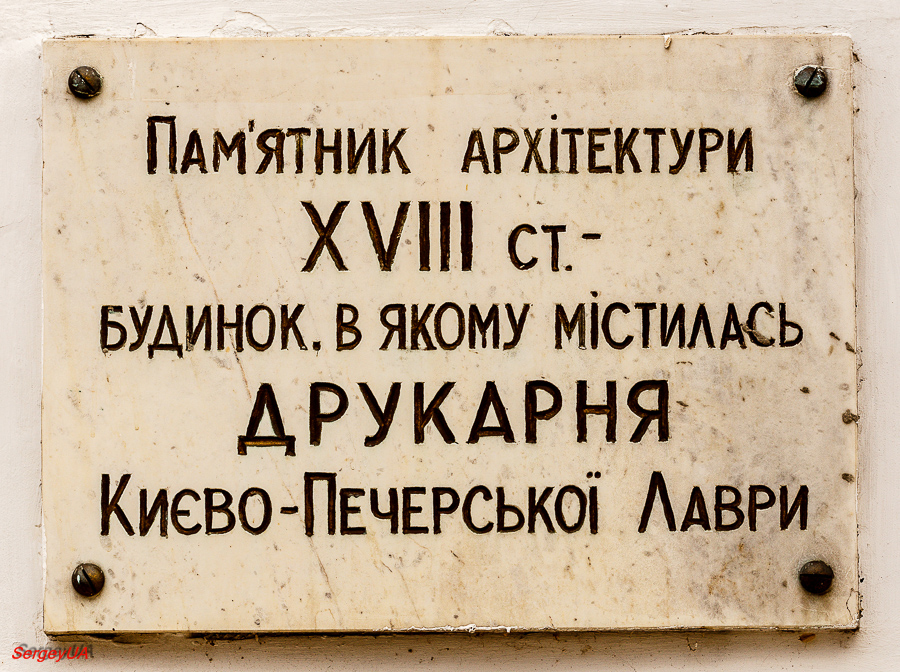 Пам'ятник архітектури
XVIII ст.-
будинок. в якому містилась
друкарня
Києво-Печерської Лаври
SergeyUA